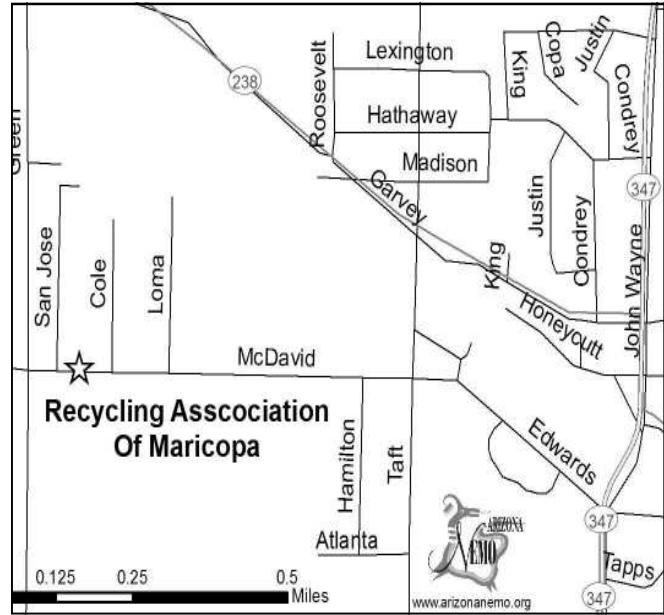 Lexington
King
Copa
Justin
Condrey
238
Roosevelt
Hathaway
Green
Madison
347
Garvey
Justin
Condrey
San Jose
Cole
Loma
King
Honeycutt
John Wayne
McDavid
Recycling Asscociation
Of Maricopa
Hamilton
Taft
Edwards
ARIZONA
NEMO
347
Atlanta
Tapps
0.125 0.25 0.5
Miles
www.arizonanemo.org
347